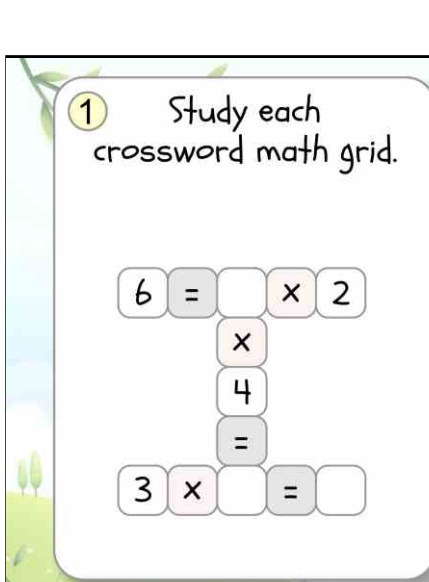 1
Study each
crossword math grid.
6 = × 2
×
4
=
3 × =